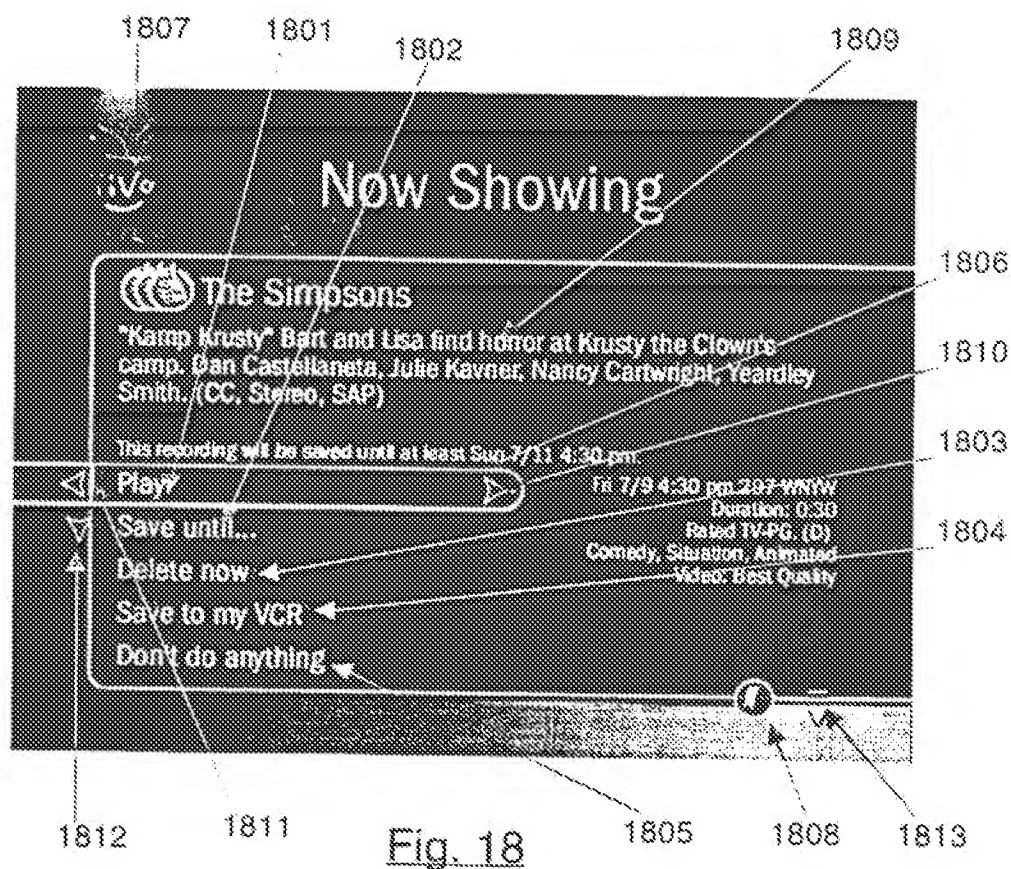 1807 1801 1802 1809
Now Showing
The Simpsons
"Kamp Krusty" Bart and Lisa find horror at Krusty the Clown's
camp. Dan Castellaneta, Julie Kavner, Nancy Cartwright, Yeardley
Smith. (CC, Stereo, SAP)
This recording will be saved until at least Sun 7/11 4:30 pm.
Play
Save until...
Delete now
Save to my VCR
Don't do anything
Fri 7/9 4:30 pm 207 WNYW
Duration: 0:30
Rated TV-PG. (D)
Comedy, Situation, Animated
Video: Best Quality
1806
1810
1803
1804
1812 1811 1805 1808 1813
Fig. 18